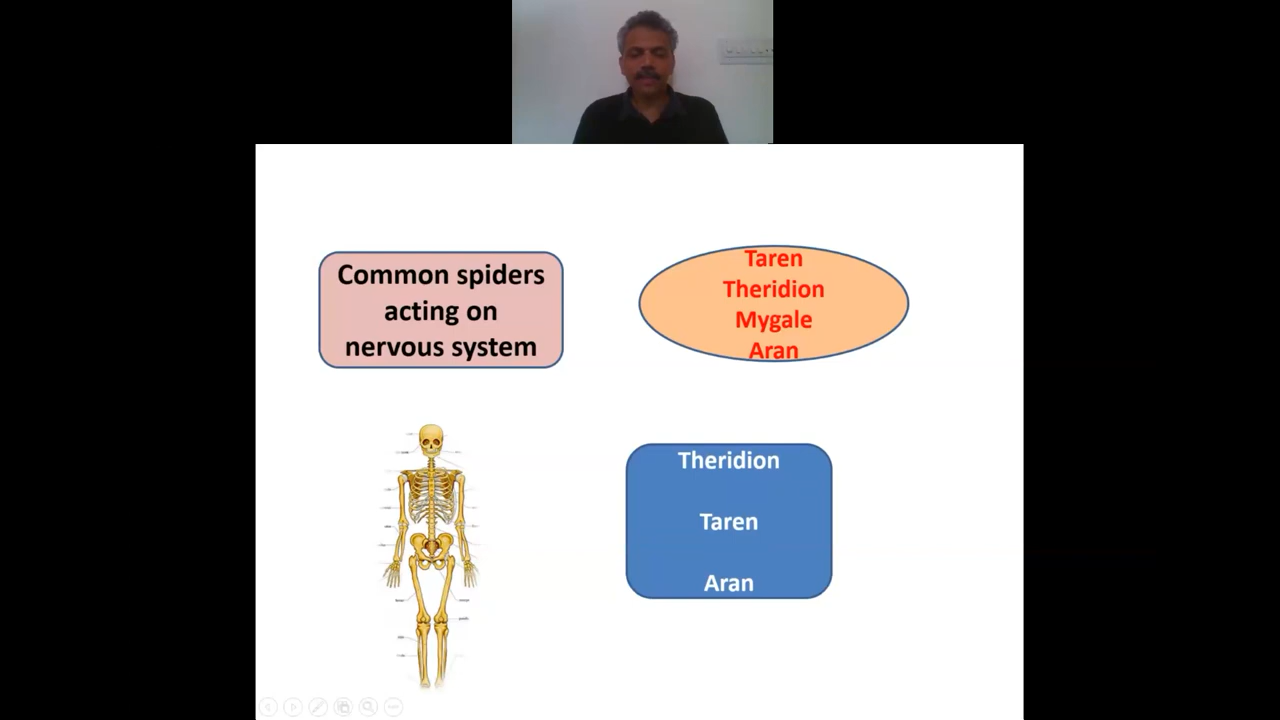 Common spiders
acting on
nervous system
Taren
Theridion
Mygale
Aran
Theridion
Taren
Aran